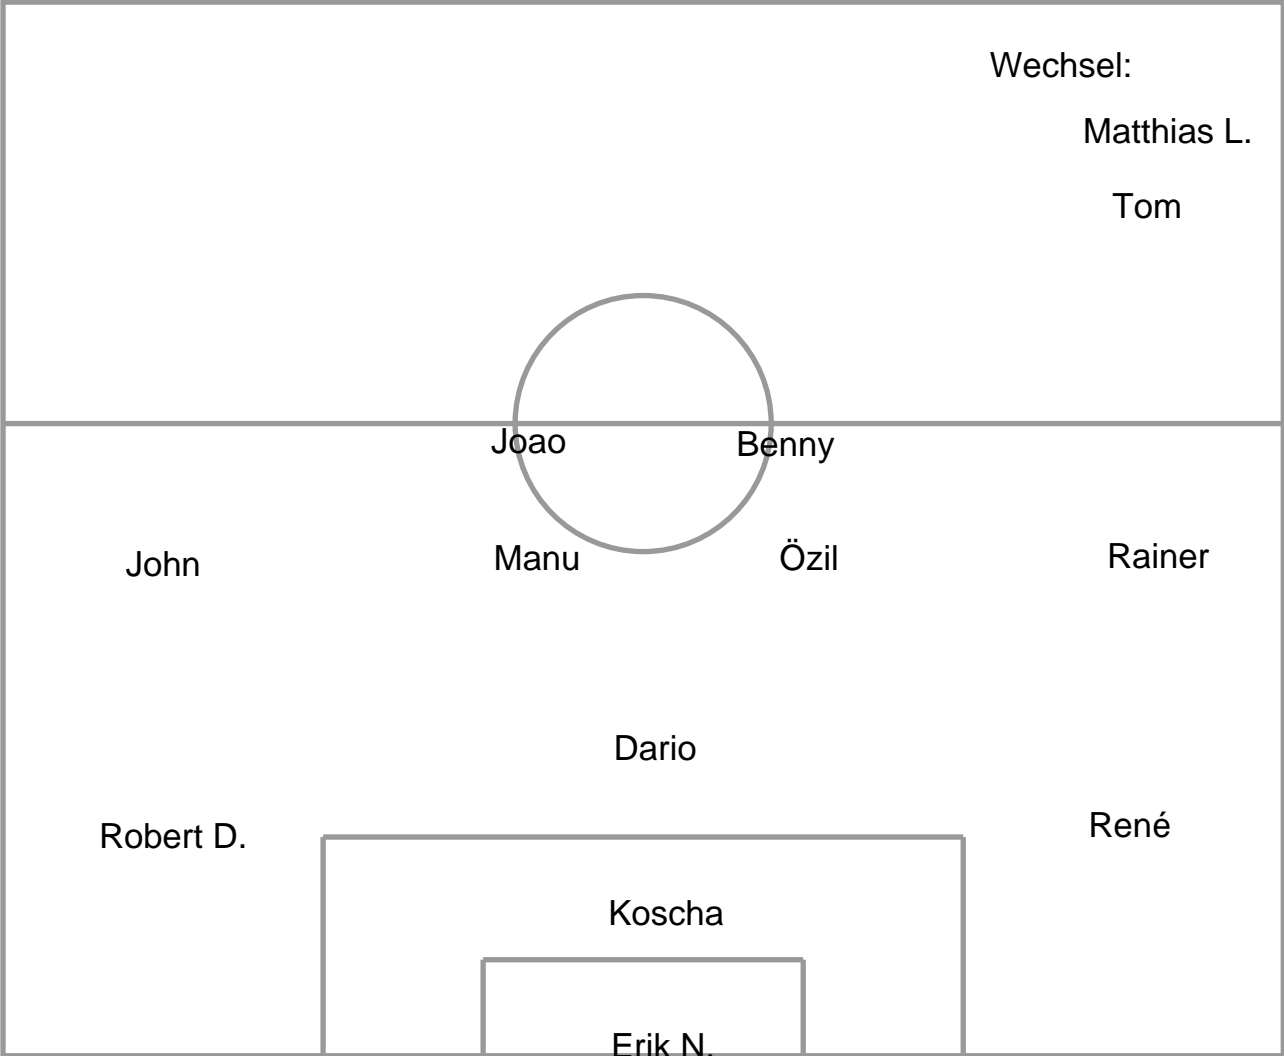 Wechsel:
Matthias L.
Tom
Joao
Benny
John
Manu
Özil
Rainer
Dario
Robert D.
René
Koscha
Erik N.